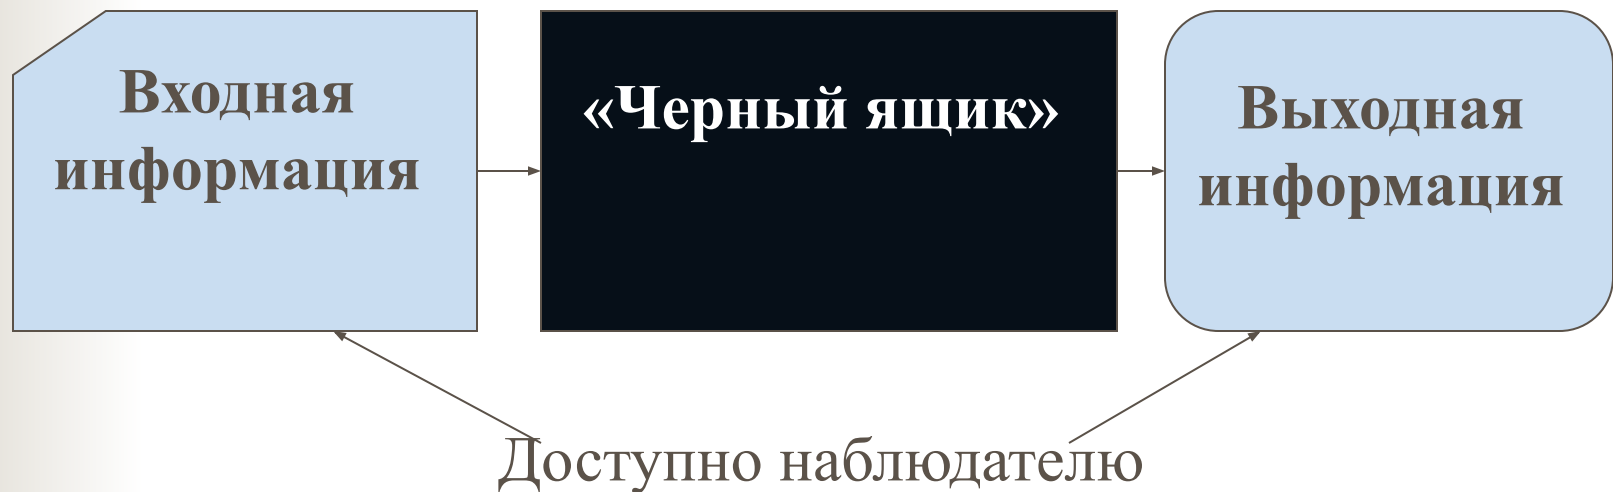 Входная
информация
«Черный ящик»
Выходная
информация
Доступно наблюдателю